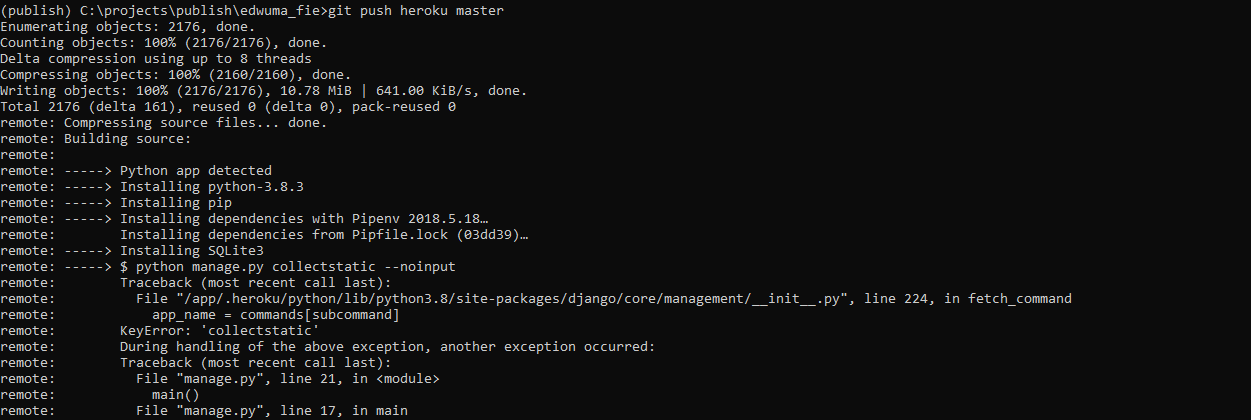 (publish) C:\projects\publish\edwuma_fie>git push heroku master
Enumerating objects: 2176, done.
Counting objects: 100% (2176/2176), done.
Delta compression using up to 8 threads
Compressing objects: 100% (2160/2160), done.
Writing objects: 100% (2176/2176), 10.78 MiB | 641.00 KiB/s, done.
Total 2176 (delta 161), reused 0 (delta 0), pack-reused 0
remote: Compressing source files... done.
remote: Building source:
remote:
remote: -----> Python app detected
remote: -----> Installing python-3.8.3
remote: -----> Installing pip
remote: -----> Installing dependencies with Pipenv 2018.5.18…
remote:        Installing dependencies from Pipfile.lock (03dd39)…
remote: -----> Installing SQLite3
remote: -----> $ python manage.py collectstatic --noinput
remote:        Traceback (most recent call last):
remote:          File "/app/.heroku/python/lib/python3.8/site-packages/django/core/management/__init__.py", line 224, in fetch_command
remote:            app_name = commands[subcommand]
remote:        KeyError: 'collectstatic'
remote:        During handling of the above exception, another exception occurred:
remote:        Traceback (most recent call last):
remote:          File "manage.py", line 21, in <module>
remote:            main()
remote:          File "manage.py", line 17, in main